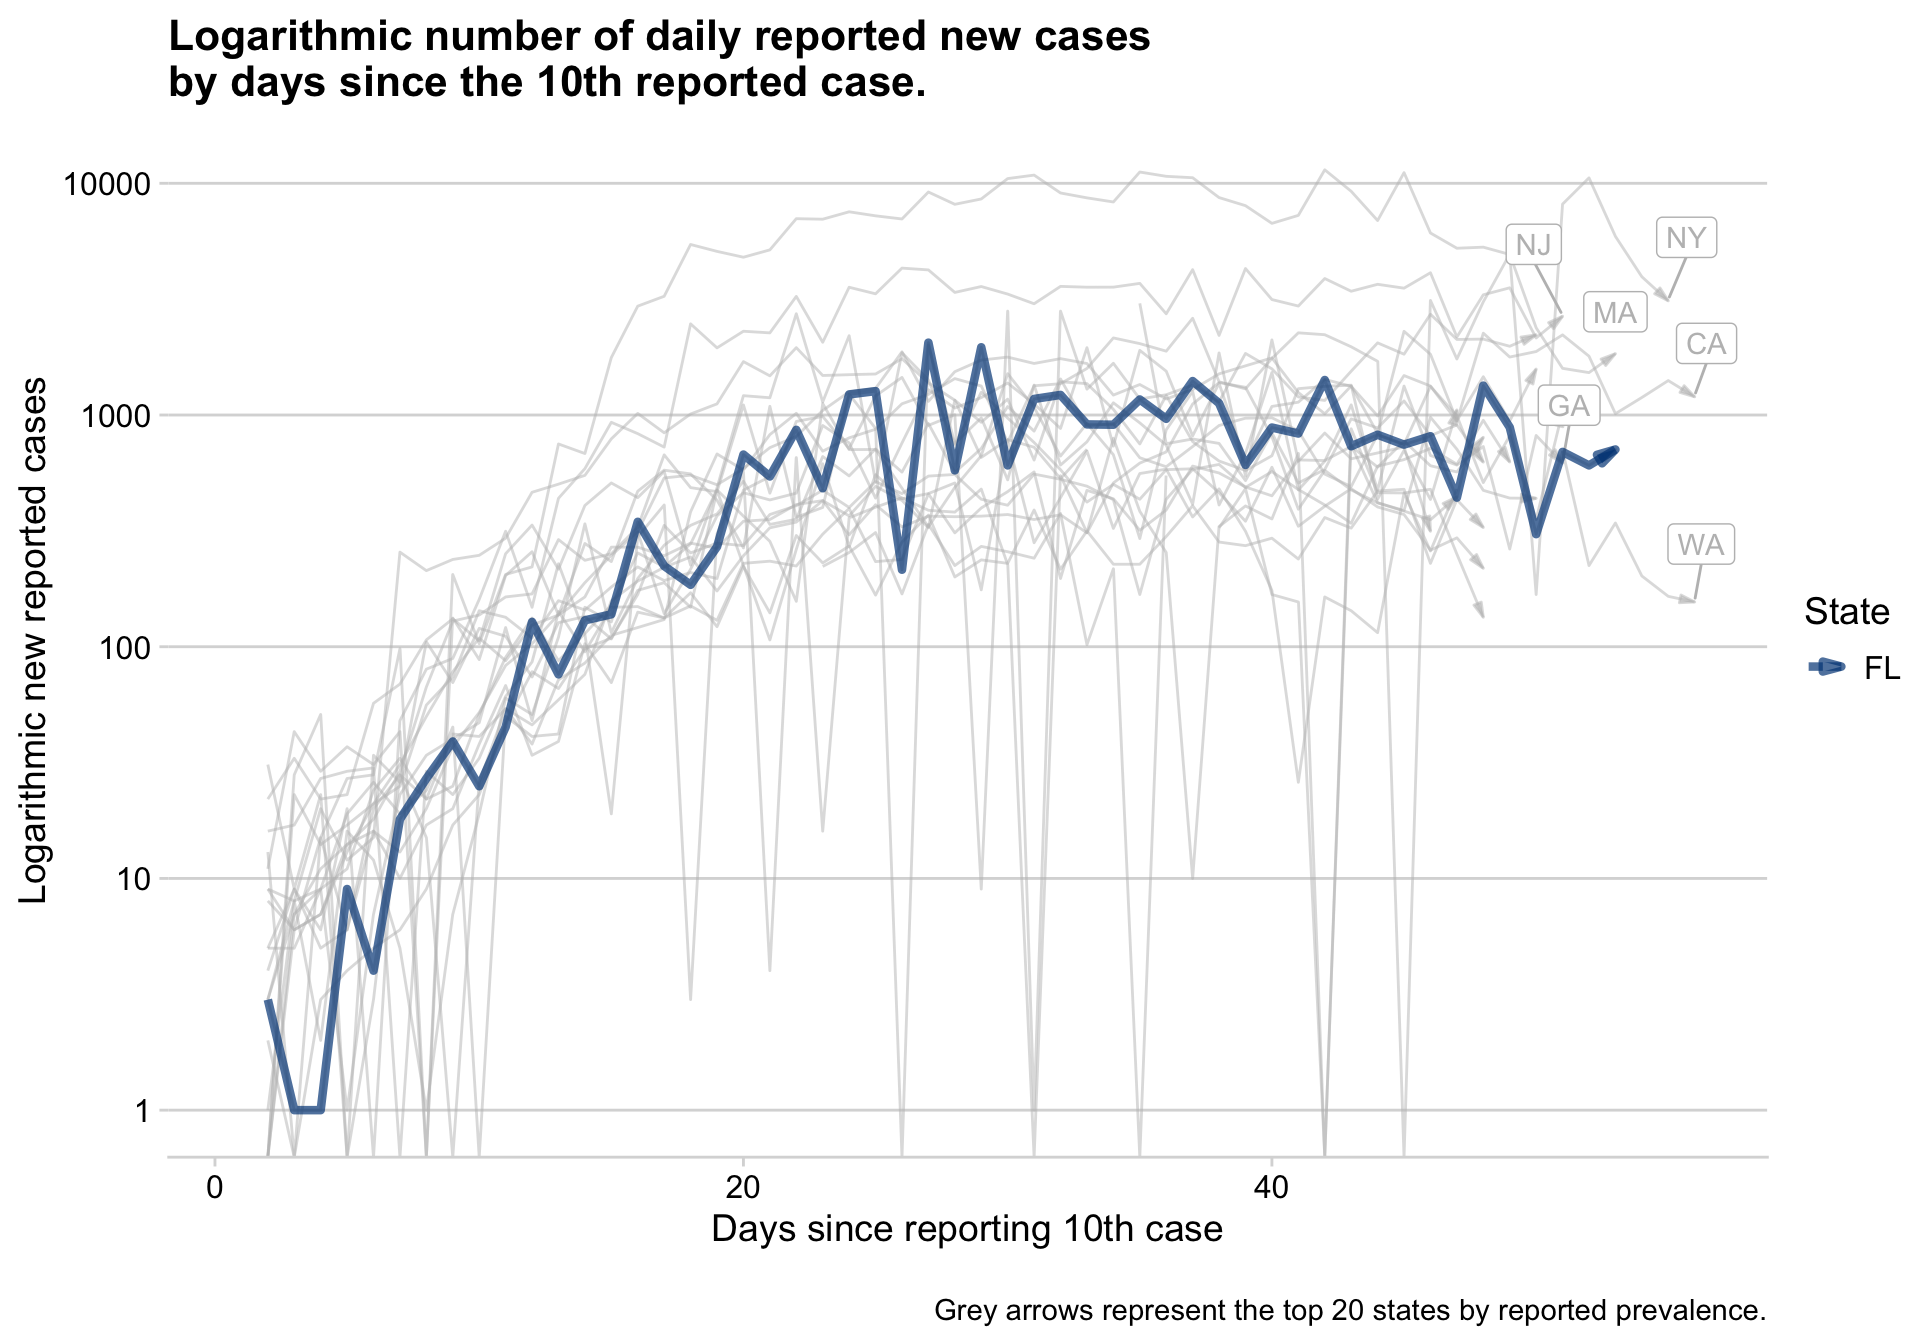 Logarithmic number of daily reported new cases
by days since the 10th reported case.
Logarithmic new reported cases
10000
1000
100
10
1
NJ
NY
MA
CA
GA
WA
State
FL
0
20
40
Days since reporting 10th case
Grey arrows represent the top 20 states by reported prevalence.